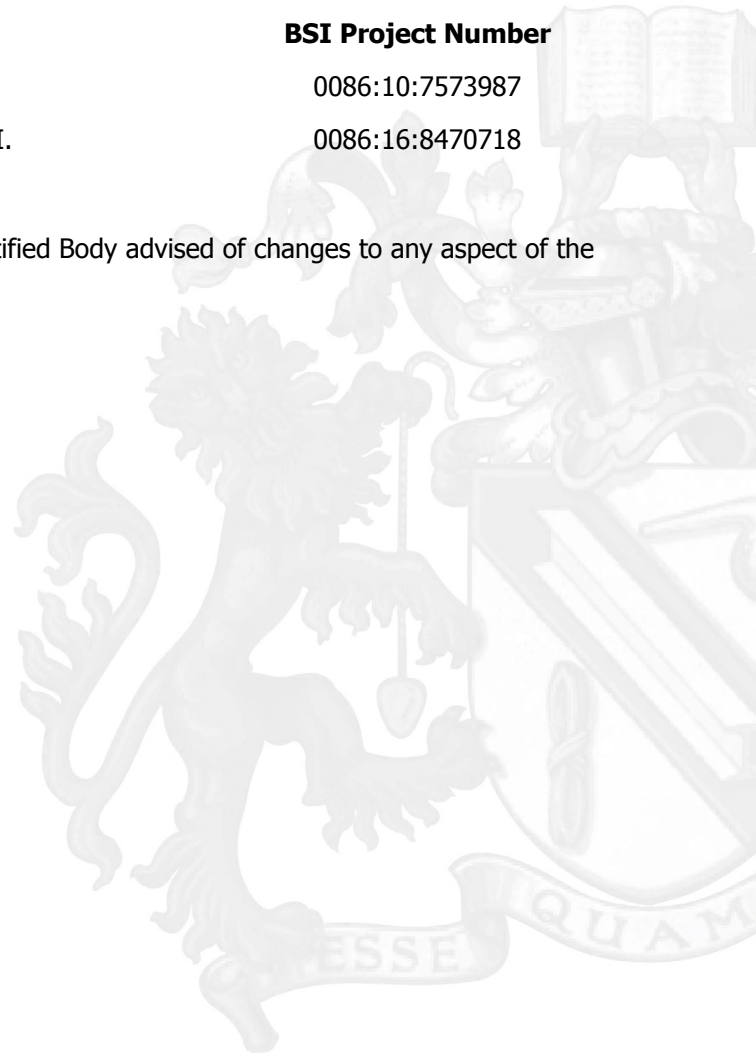 BSI Project Number
0086:10:7573987
I. 0086:16:8470718
tified Body advised of changes to any aspect of the
ESSE QUAM